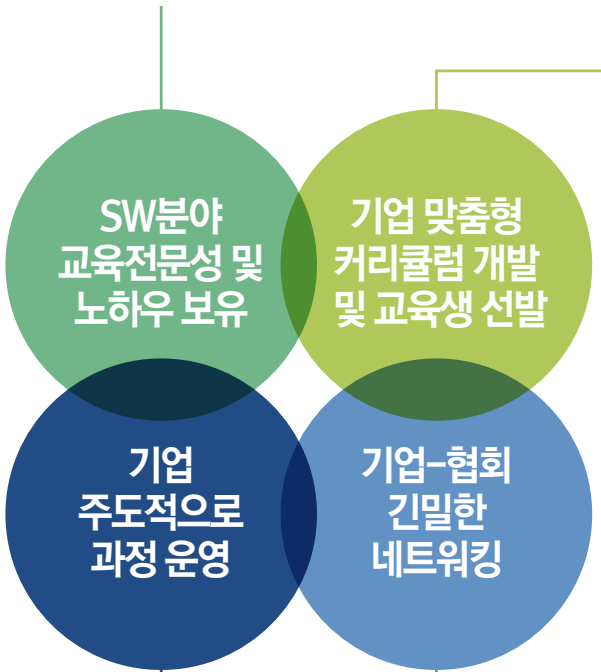 SW분야
교육전문성 및
노하우 보유
기업 맞춤형
커리큘럼 개발
및 교육생 선발
기업
주도적으로
과정 운영
기업-협회
긴밀한
네트워킹